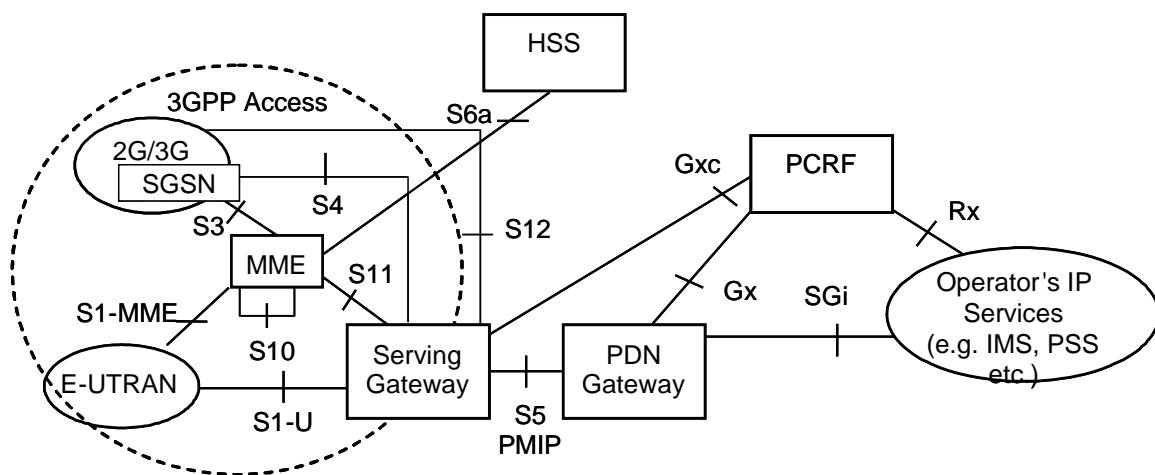 HSS
3GPP Access
S6a
2G/3G
SGSN
S4
S3
S12
Gxc
PCRF
Rx
MME
S11
S1-MME
S10
Gx
SGi
Operator's IP
Services
(e.g. IMS, PSS
etc.)
E-UTRAN
S1-U
Serving
Gateway
S5
PMIP
PDN
Gateway